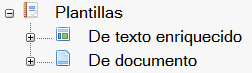 Plantillas
De texto enriquecido
De documento